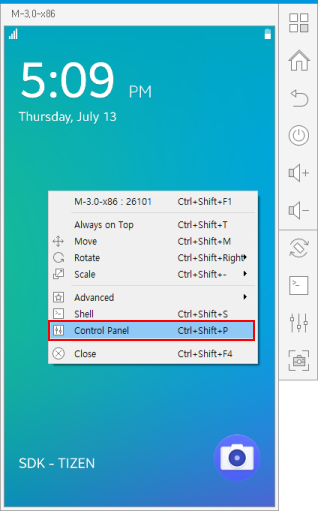 M-3.0-x86
5:09 PM
Thursday, July 13
M-3.0-x86 : 26101 Ctrl+Shift+F1
Always on Top Ctrl+Shift+T
Move Ctrl+Shift+M
Rotate Ctrl+Shift+Right
Scale Ctrl+Shift+-
Advanced
Shell Ctrl+Shift+S
Control Panel Ctrl+Shift+P
Close Ctrl+Shift+F4
SDK - TIZEN